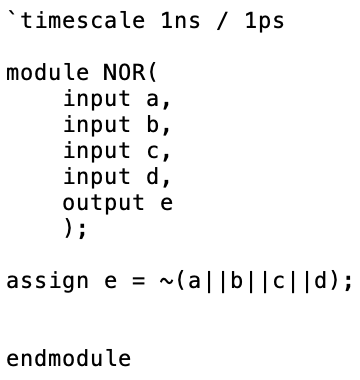 `timescale 1ns / 1ps
module NOR(
    input a,
    input b,
    input c,
    input d,
    output e
    );
assign e = ~(a||b||c||d);
endmodule